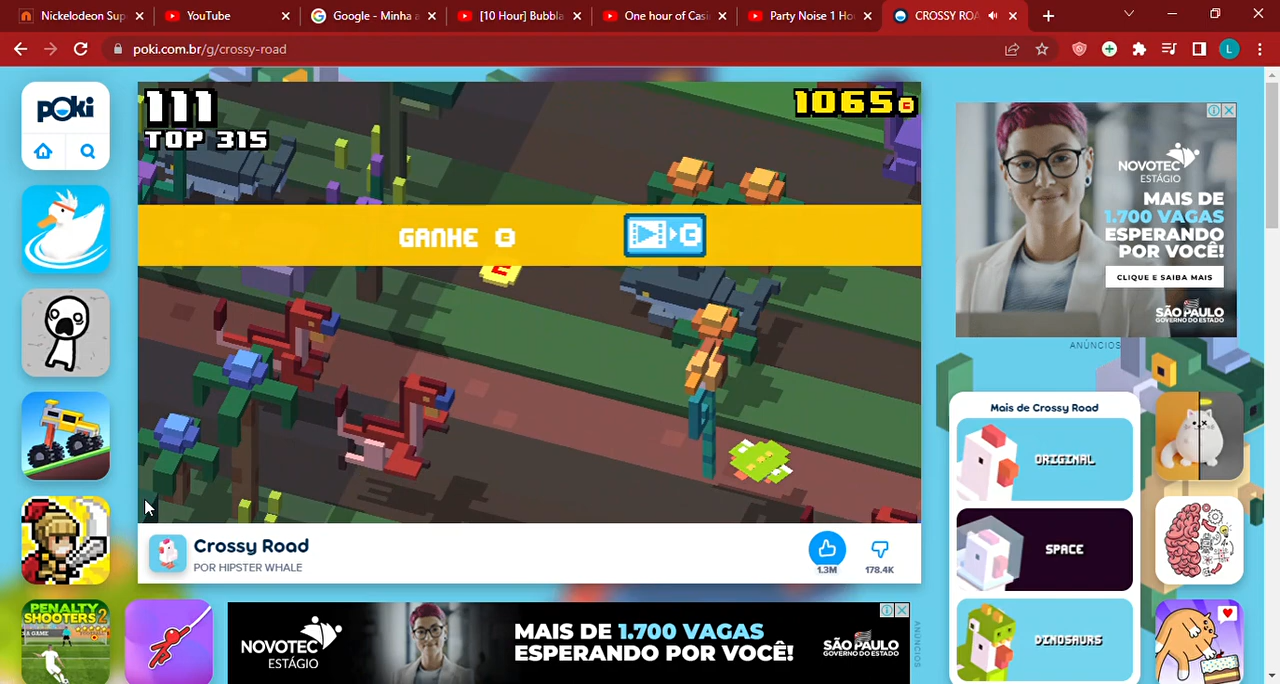 Nickelodeon Sup
YouTube
Google - Minha a
[10 Hour] Bubbla
One hour of Casi
Party Noise 1 Ho
CROSSY ROA
poki.com.br/g/crossy-road
L
poki
111
TOP 315
1065
GANHE 0
C
Crossy Road
POR HIPSTER WHALE
1.3M
178.4K
NOVOTEC
ESTÁGIO
MAIS DE
1.700 VAGAS
ESPERANDO
POR VOCÊ!
CLIQUE E SAIBA MAIS
SÃO PAULO
GOVERNO DO ESTADO
ANÚNCIOS
Mais de Crossy Road
ORIGINAL
SPACE
DINOSAURS
PENALTY
SHOOTERS 2
NOVOTEC
ESTÁGIO
MAIS DE 1.700 VAGAS
ESPERANDO POR VOCÊ!
SÃO PAULO
GOVERNO DO ESTADO
ANÚNCIOS